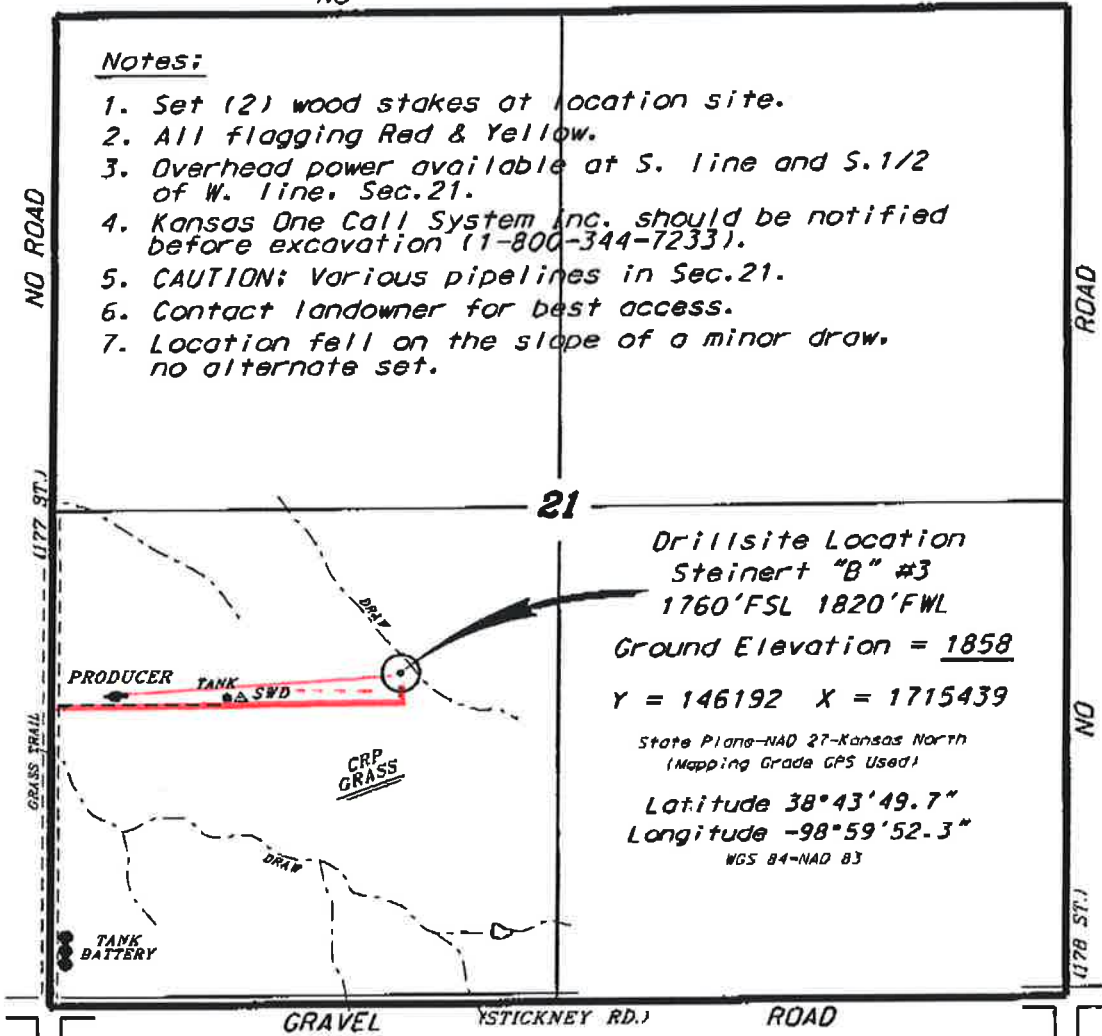 NO
Notes:
1. Set (2) wood stakes at location site.
2. All flagging Red & Yellow.
3. Overhead power available at S. line and S.1/2
of W. line, Sec.21.
4. Kansas One Call System Inc. should be notified
before excavation (1-800-344-7233).
5. CAUTION: Various pipelines in Sec.21.
6. Contact landowner for best access.
7. Location fell on the slope of a minor draw,
no alternate set.
NO ROAD
ROAD
(177 ST.)
21
Drillsite Location
Steinert "B" #3
1760'FSL 1820'FWL
Ground Elevation = 1858
Y = 146192 X = 1715439
State Plane-NAD 27-Kansas North
(Mapping Grade GPS Used)
Latitude 38°43'49.7"
Longitude -98°59'52.3"
WGS 84-NAD 83
DRAW
PRODUCER
TANK
SWD
GRASS TRAIL
NO
CRP
GRASS
DRAW
TANK
BATTERY
(178 ST.)
GRAVEL (STICKNEY RD.) ROAD